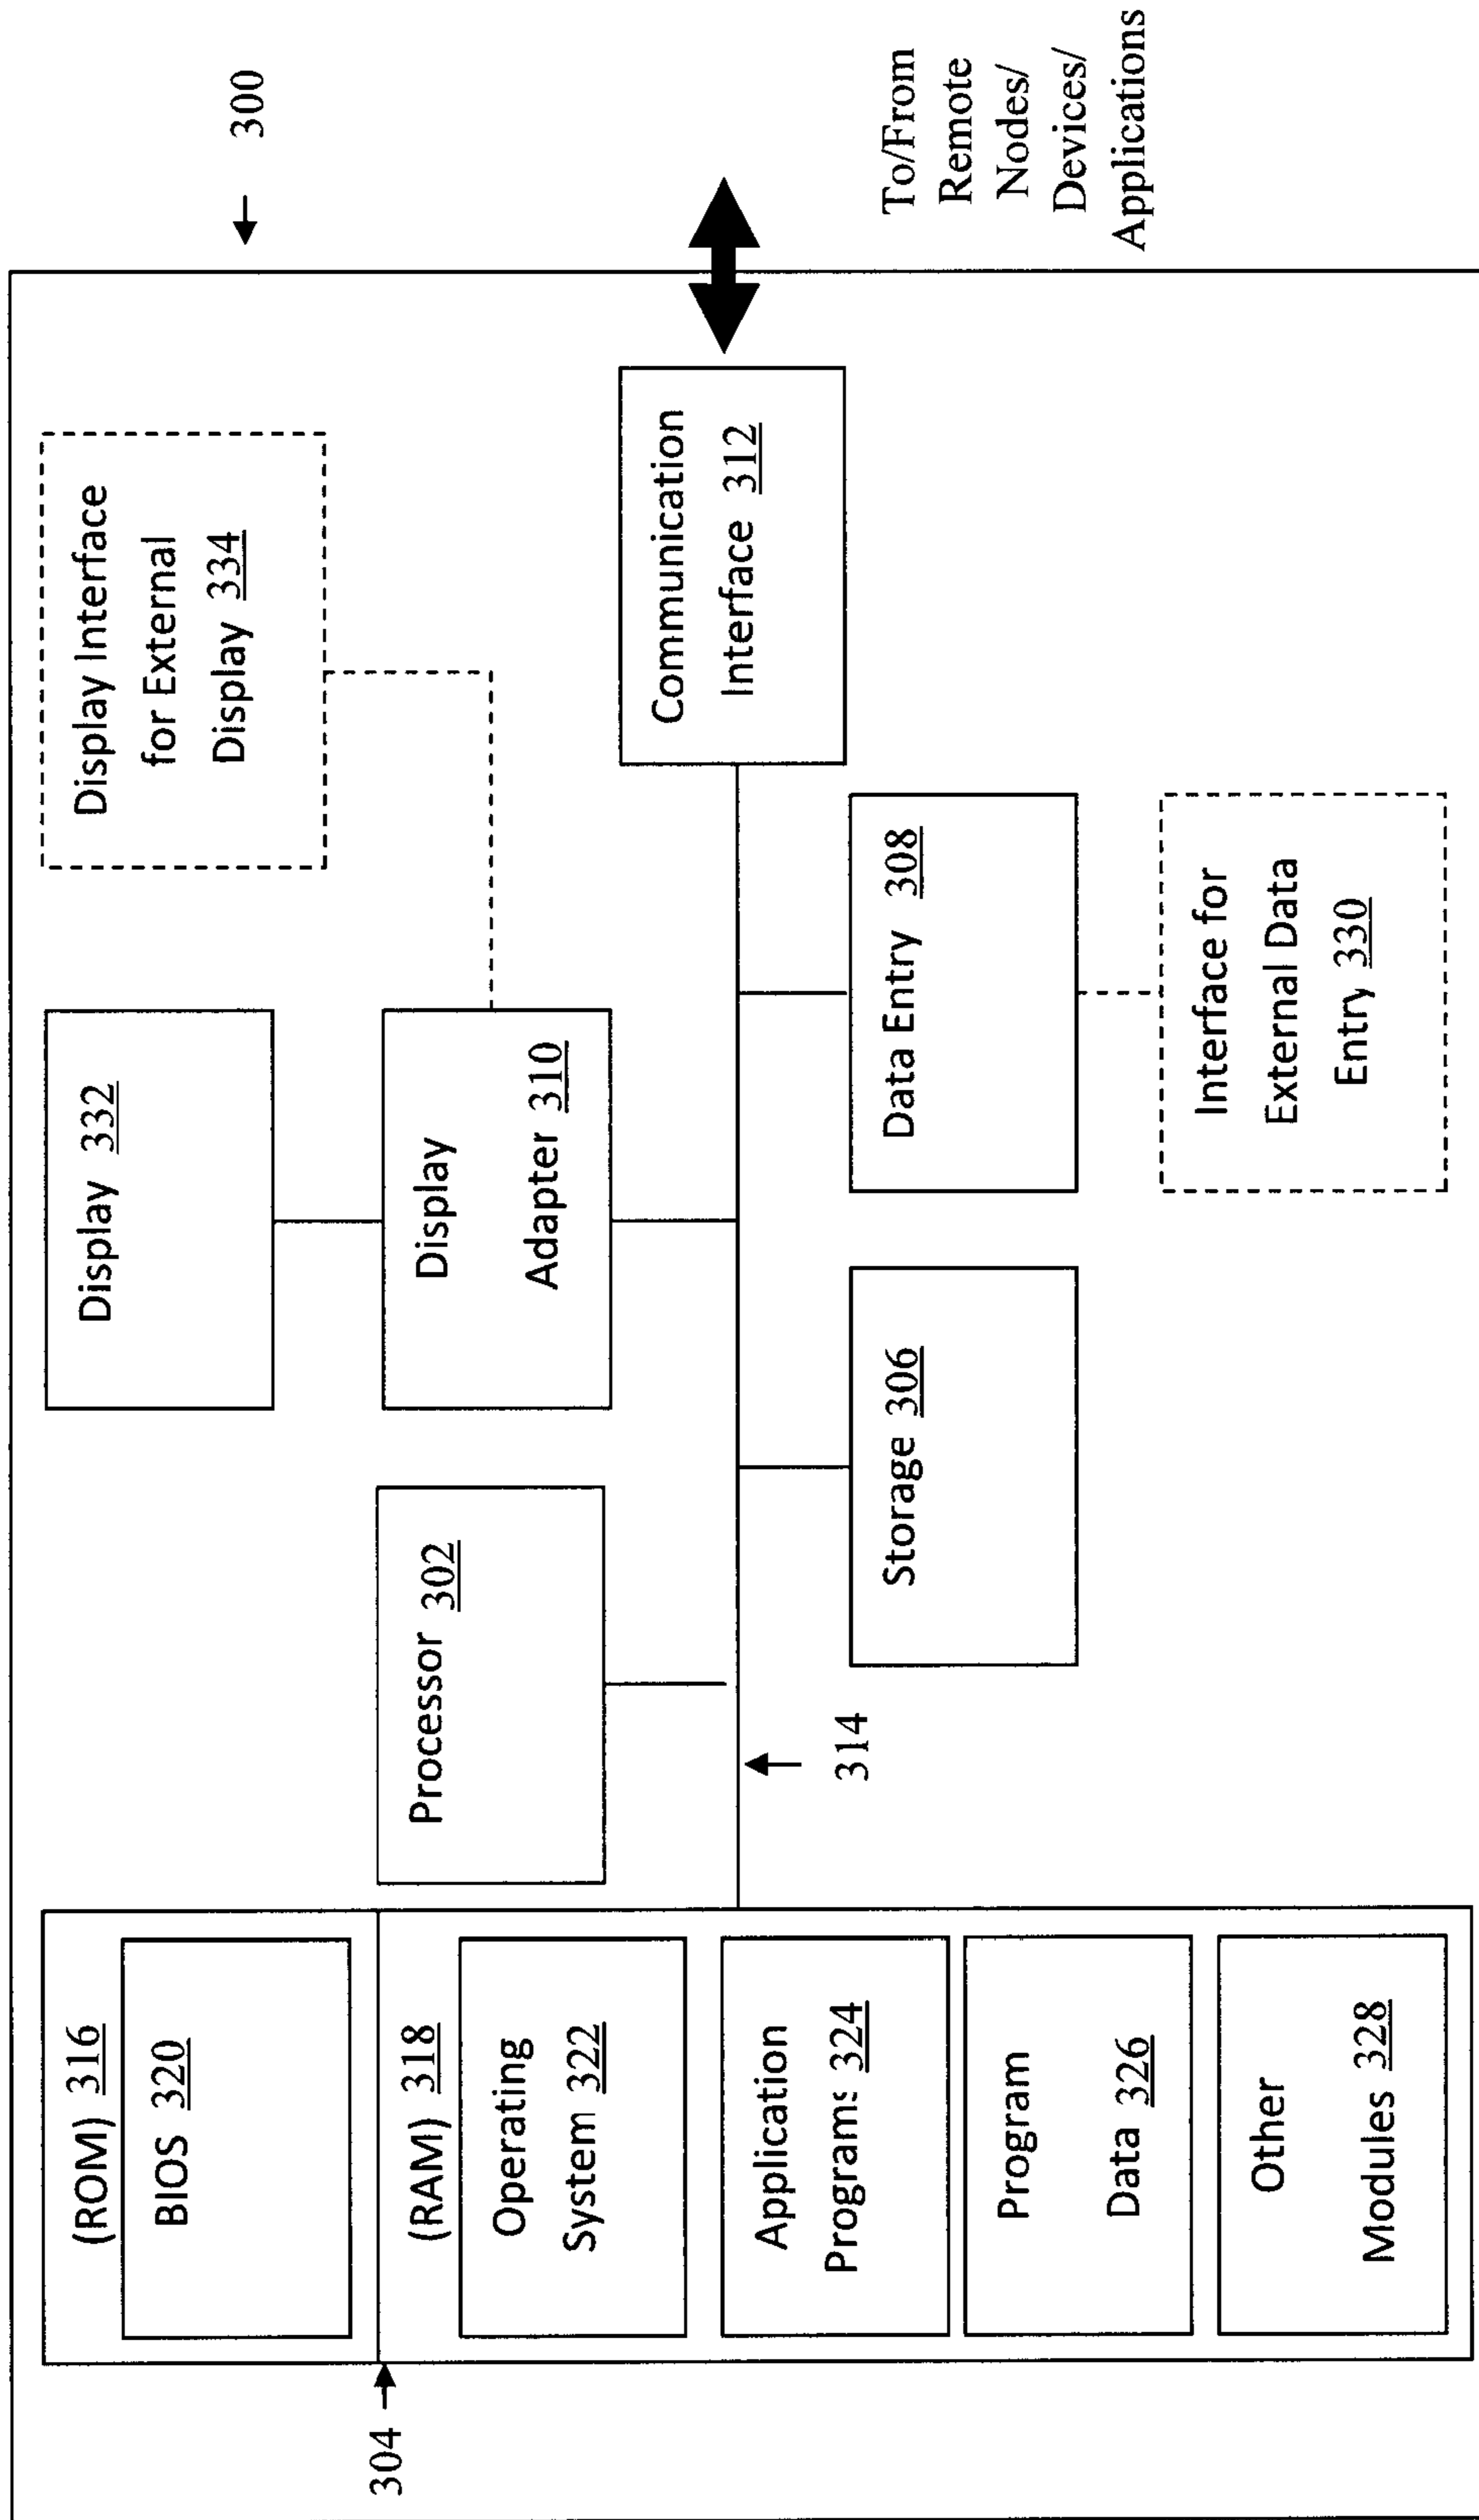 300
(ROM) 316
BIOS 320
304
(RAM) 318
Operating
System 322
Application
Programs 324
Program
Data 326
Other
Modules 328
Processor 302
314
Display 332
Display
Adapter 310
Storage 306
Display Interface
for External
Display 334
Data Entry 308
Interface for
External Data
Entry 330
Communication
Interface 312
To/From
Remote
Nodes/
Devices/
Applications